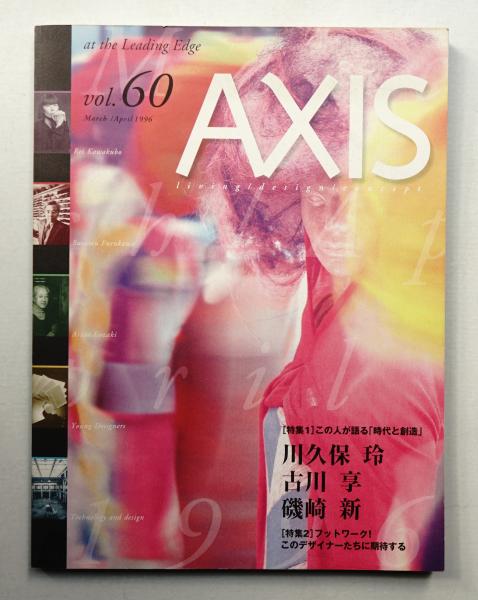 at the Leading Edge
vol.60
March / April 1996
AXIS
living/design/concept
Rei Kawakubo
Susumu Furukawa
Arata Isozaki
Young Designers
Technology and design
[特集1]この人が語る「時代と創造」
川久保 玲
古川 享
磯崎 新
[特集2]フットワーク!
このデザイナーたちに期待する